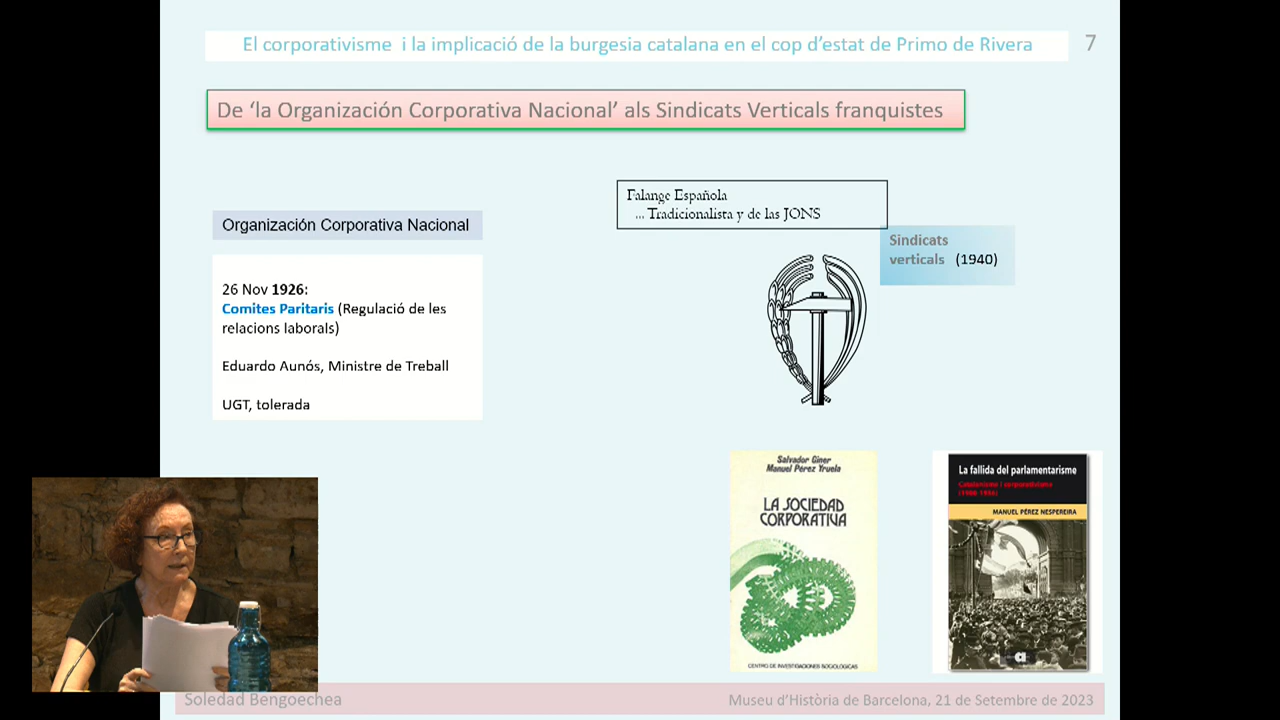 El corporativisme i la implicació de la burgesia catalana en el cop d'estat de Primo de Rivera
7
De 'la Organización Corporativa Nacional' als Sindicats Verticals franquistes
Falange Española
... Tradicionalista y de las JONS
Organización Corporativa Nacional
Sindicats
verticals (1940)
26 Nov 1926:
Comites Paritaris (Regulació de les
relacions laborals)
Eduardo Aunós, Ministre de Treball
UGT, tolerada
Salvador Giner
Manuel Pérez Yruela
LA SOCIEDAD
CORPORATIVA
CENTRO DE INVESTIGACIONES SOCIOLOGICAS
La fallida del parlamentarisme
Catalanisme i corporativisme
MANUEL PÉREZ NESPEREIRA
Soledad Bengoechea
Museu d'Història de Barcelona, 21 de Setembre de 2023